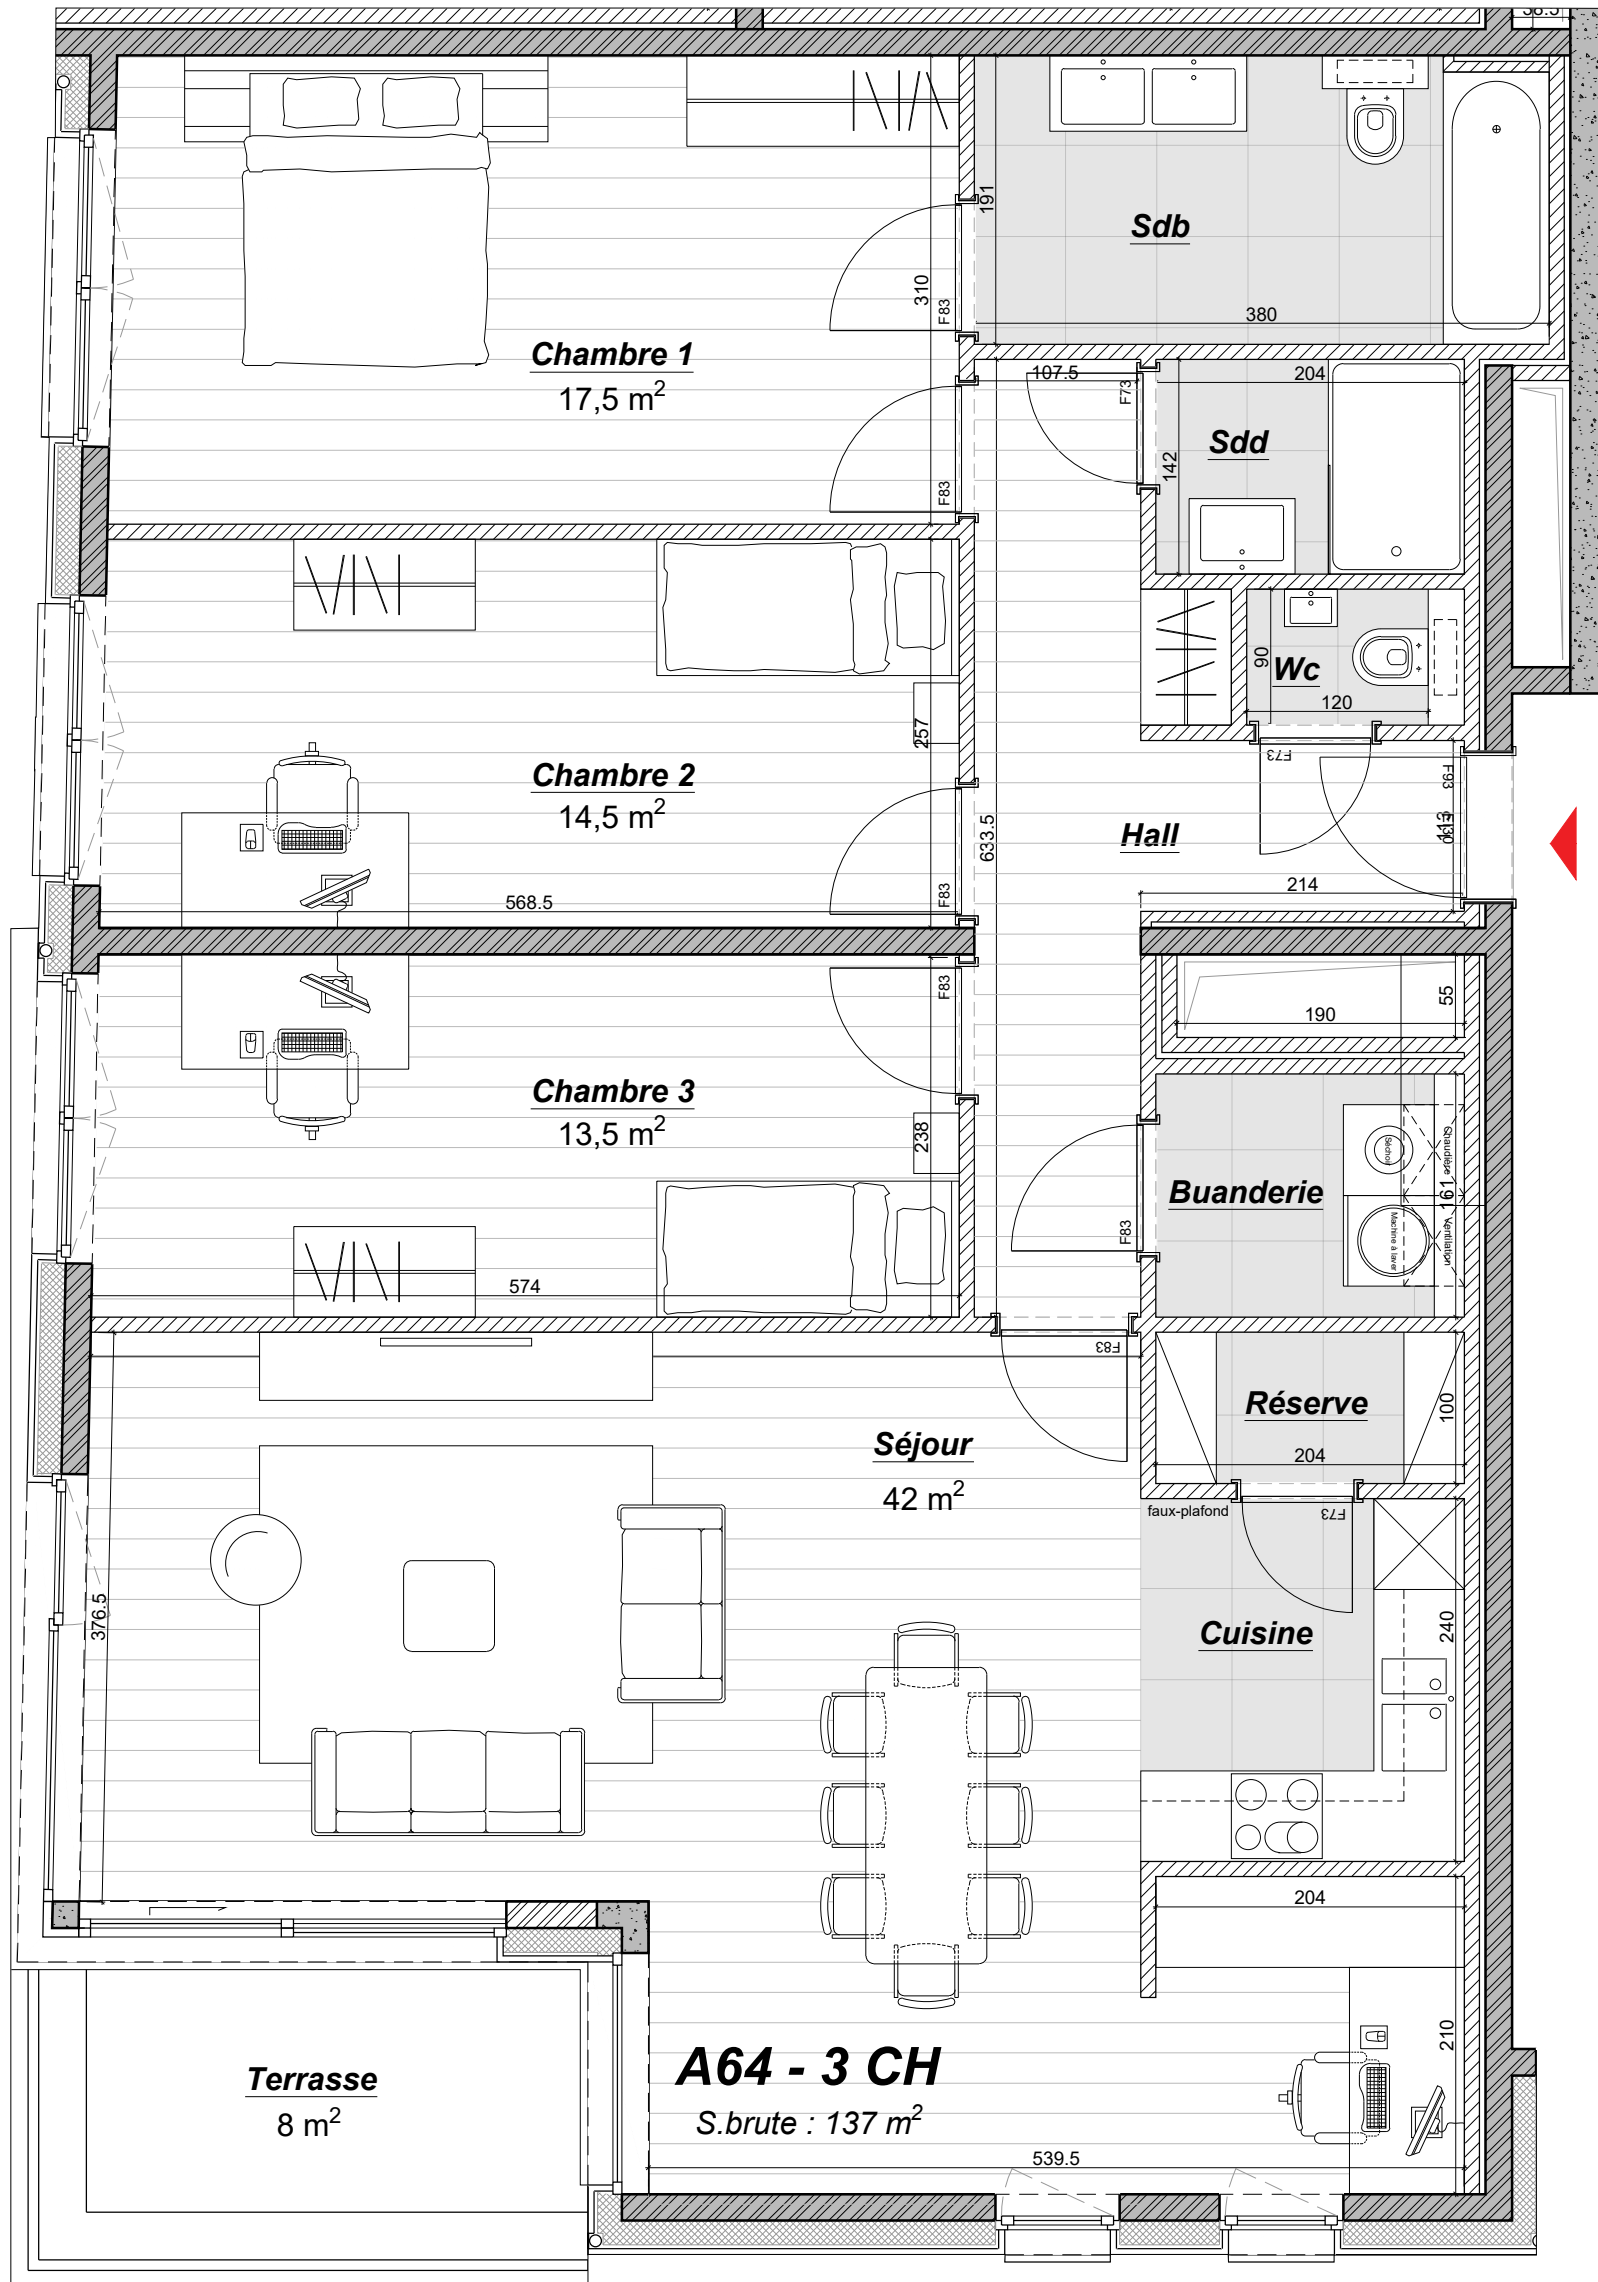 38.5
191
Sdb
310
F83
380
Chambre 1
17,5 m²
107.5
F73
204
Sdd
142
F83
90
Wc
120
257
F73
F93
Chambre 2
14,5 m²
633.5
Hall
113
214
F83
568.5
F83
55
190
Chambre 3
13,5 m²
238
Séchoir
Chaudière
161
Buanderie
Machine à laver
Ventilation
F83
574
F83
Réserve
100
Séjour
42 m²
204
faux-plafond
F73
376.5
Cuisine
240
204
210
A64 - 3 CH
S.brute : 137 m²
Terrasse
8 m²
539.5